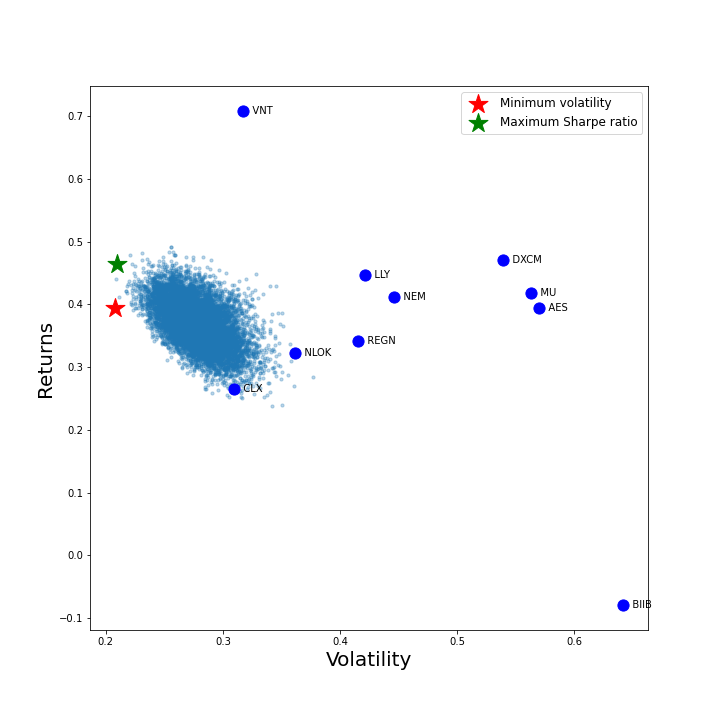 Minimum volatility
Maximum Sharpe ratio
VNT
DXCM
LLY
MU
NEM
AES
REGN
NLOK
CLX
BIIB
0.7
0.6
0.5
0.4
0.3
0.2
0.1
0.0
−0.1
Returns
0.2 0.3 0.4 0.5 0.6
Volatility